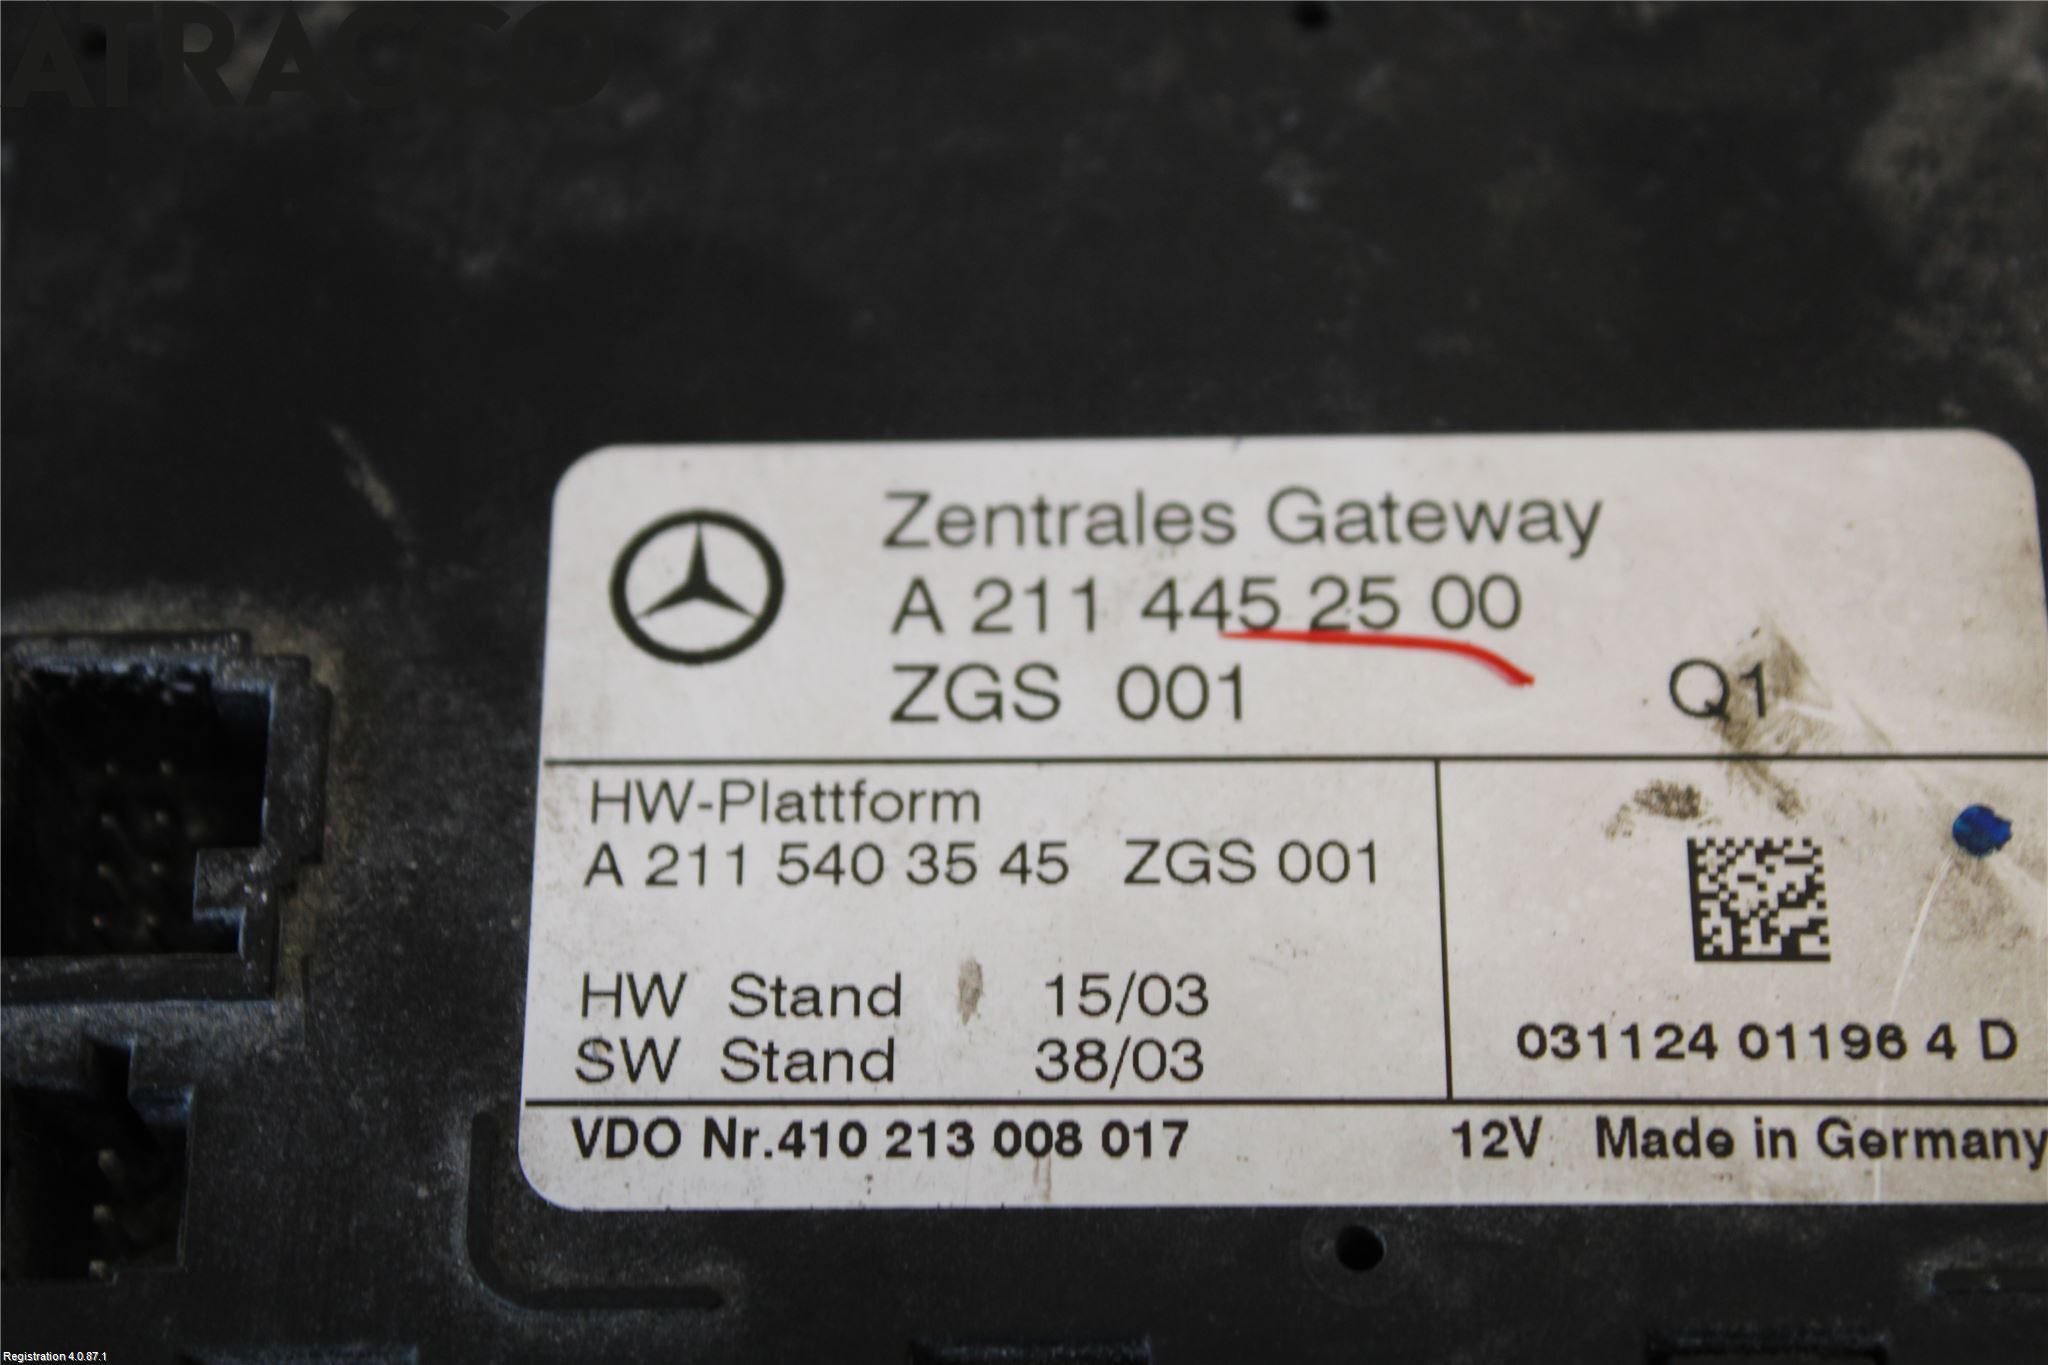 ATRACCO
Zentrales Gateway
A 211 445 25 00
ZGS 001 Q1
HW-Plattform
A 211 540 35 45 ZGS 001
HW Stand 15/03
SW Stand 38/03
031124 01196 4 D
VDO Nr.410 213 008 017 12V Made in Germany
Registration 4.0.87.1